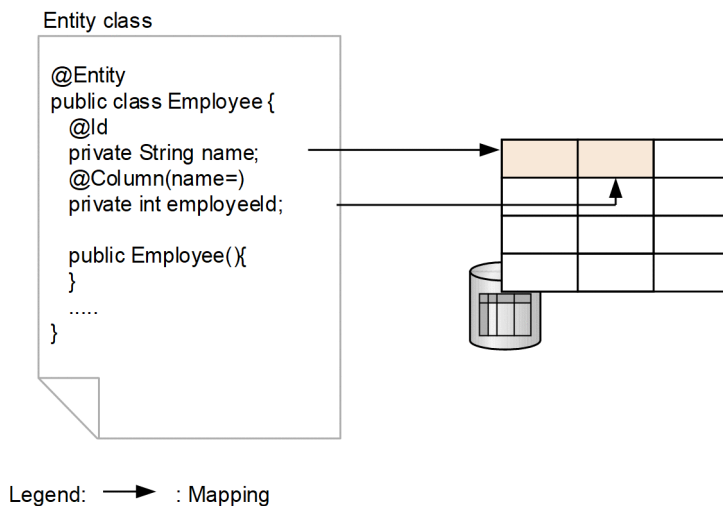 Entity class
@Entity
public class Employee {
@Id
private String name;
@Column(name=)
private int employeeId;
public Employee(){
}
.....
}
Legend: : Mapping